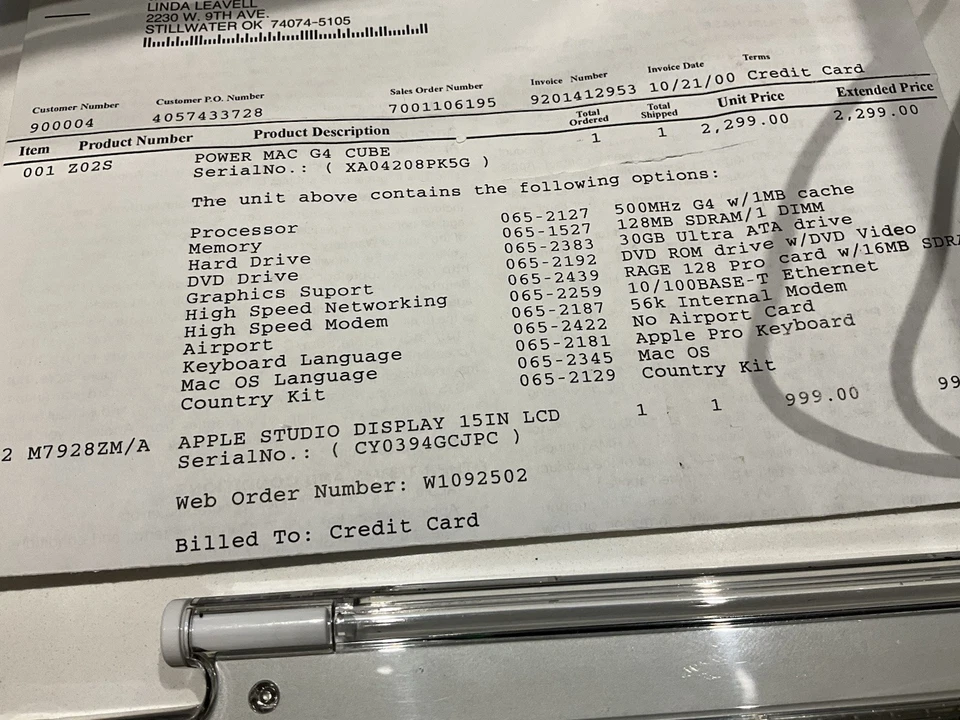 LINDA LEAVELL
2230 W. 9TH AVE.
STILLWATER OK 74074-5105
Customer Number Customer P.O. Number Sales Order Number Invoice Number Invoice Date Terms
900004 4057433728 7001106195 9201412953 10/21/00 Credit Card
Item Product Number Product Description Total Ordered Total Shipped Unit Price Extended Price
001 Z02S POWER MAC G4 CUBE 1 1 2,299.00 2,299.00
SerialNo.: ( XA04208PK5G )
The unit above contains the following options:
Processor 065-2127 500MHz G4 w/1MB cache
Memory 065-1527 128MB SDRAM/1 DIMM
Hard Drive 065-2383 30GB Ultra ATA drive
DVD Drive 065-2192 DVD ROM drive w/DVD Video
Graphics Suport 065-2439 RAGE 128 Pro card w/16MB SDRA
High Speed Networking 065-2259 10/100BASE-T Ethernet
High Speed Modem 065-2187 56k Internal Modem
Airport 065-2422 No Airport Card
Keyboard Language 065-2181 Apple Pro Keyboard
Mac OS Language 065-2345 Mac OS
Country Kit 065-2129 Country Kit
2 M7928ZM/A APPLE STUDIO DISPLAY 15IN LCD 1 1 999.00 99
SerialNo.: ( CY0394GCJPC )
Web Order Number: W1092502
Billed To: Credit Card